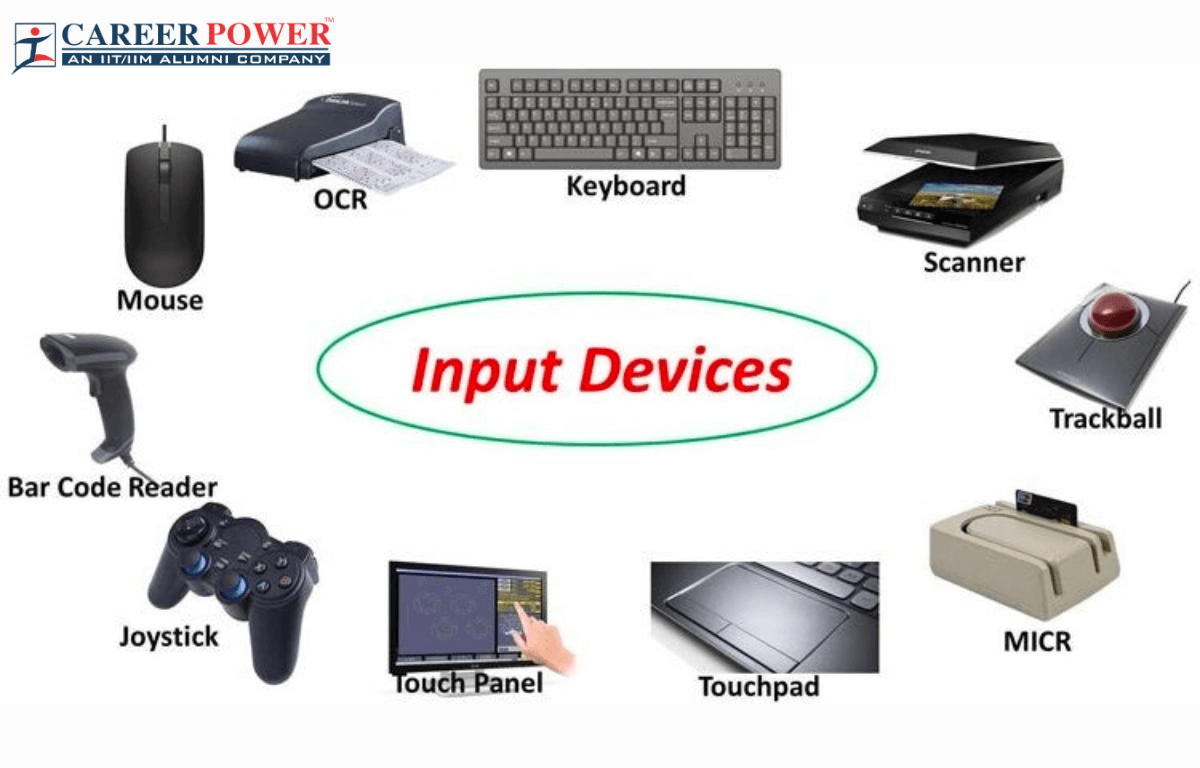 CAREER POWER™
AN IIT/IIM ALUMNI COMPANY
OCR
Keyboard
Scanner
Mouse
Input Devices
Trackball
Bar Code Reader
Joystick
MICR
Touch Panel
Touchpad